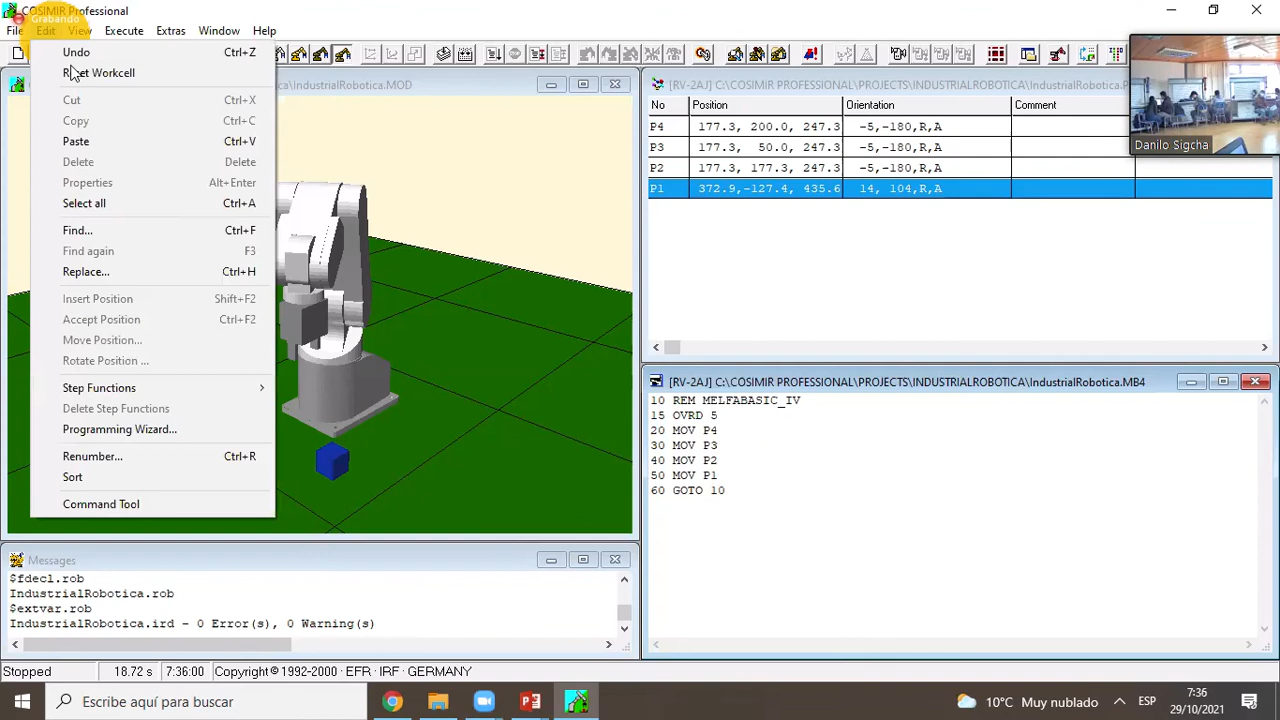 COSIMIR Professional
Grabando
File Edit View Execute Extras Window Help
Undo Ctrl+Z
Reset Workcell
Cut Ctrl+X
Copy Ctrl+C
Paste Ctrl+V
Delete Delete
Properties Alt+Enter
Select all Ctrl+A
Find... Ctrl+F
Find again F3
Replace... Ctrl+H
Insert Position Shift+F2
Accept Position Ctrl+F2
Move Position...
Rotate Position ...
Step Functions
Delete Step Functions
Programming Wizard...
Renumber... Ctrl+R
Sort
Command Tool
ca\IndustrialRobotica.MOD
[RV-2AJ] C:\COSIMIR PROFESSIONAL\PROJECTS\INDUSTRIALROBOTICA\IndustrialRobotica.P
No Position Orientation Comment
P4 177.3, 200.0, 247.3 -5,-180,R,A
P3 177.3, 50.0, 247.3 -5,-180,R,A
P2 177.3, 177.3, 247.3 -5,-180,R,A
P1 372.9,-127.4, 435.6 14, 104,R,A
Danilo Sigcha
[RV-2AJ] C:\COSIMIR PROFESSIONAL\PROJECTS\INDUSTRIALROBOTICA\IndustrialRobotica.MB4
10 REM MELFABASIC_IV
15 OVRD 5
20 MOV P4
30 MOV P3
40 MOV P2
50 MOV P1
60 GOTO 10
Messages
$fdecl.rob
IndustrialRobotica.rob
$extvar.rob
IndustrialRobotica.ird - 0 Error(s), 0 Warning(s)
Stopped 18.72 s 7:36:00 Copyright © 1992-2000 - EFR - IRF - GERMANY
Escribe aquí para buscar
10°C Muy nublado
ESP
7:36
29/10/2021